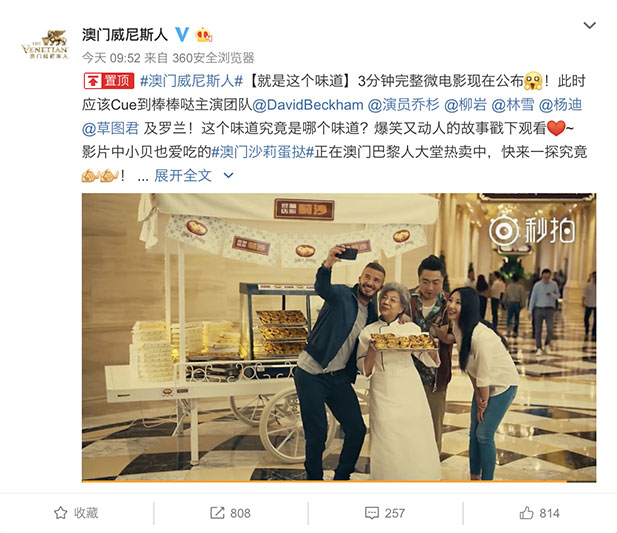 澳门威尼斯人
THE
VENETIAN
澳門威斯人
今天 09:52 来自 360安全浏览器
置顶 #澳门威尼斯人#【就是这个味道】3分钟完整微电影现在公布！此时
应该Cue到棒棒哒主演团队@DavidBeckham @演员乔杉 @柳岩 @林雪 @杨迪
@草图君 及罗兰！这个味道究竟是哪个味道？爆笑又动人的故事戳下观看~
影片中小贝也爱吃的#澳门沙莉蛋挞#正在澳门巴黎人大堂热卖中，快来一探究竟
！ ... 展开全文
秒拍
收藏
808
257
814